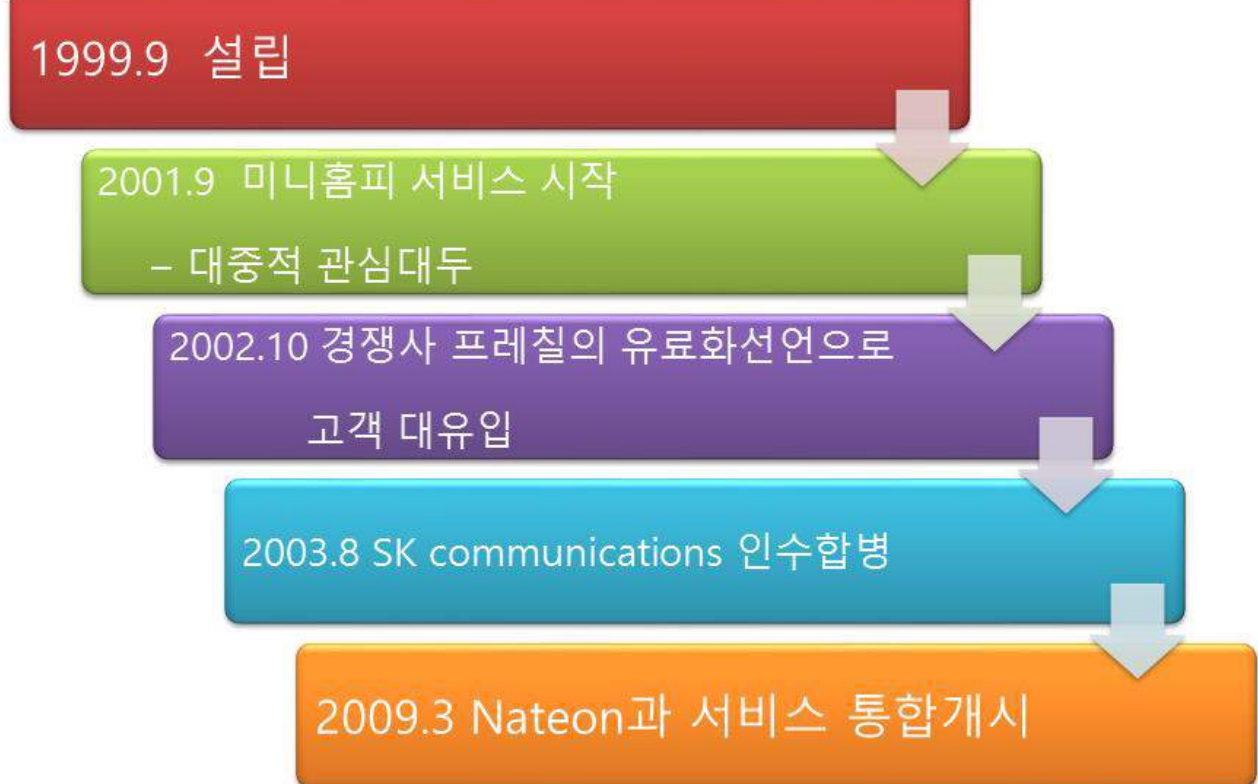 1999.9 설립
2001.9 미니홈피 서비스 시작
– 대중적 관심대두
2002.10 경쟁사 프레칠의 유료화선언으로
고객 대유입
2003.8 SK communications 인수합병
2009.3 Nateon과 서비스 통합개시